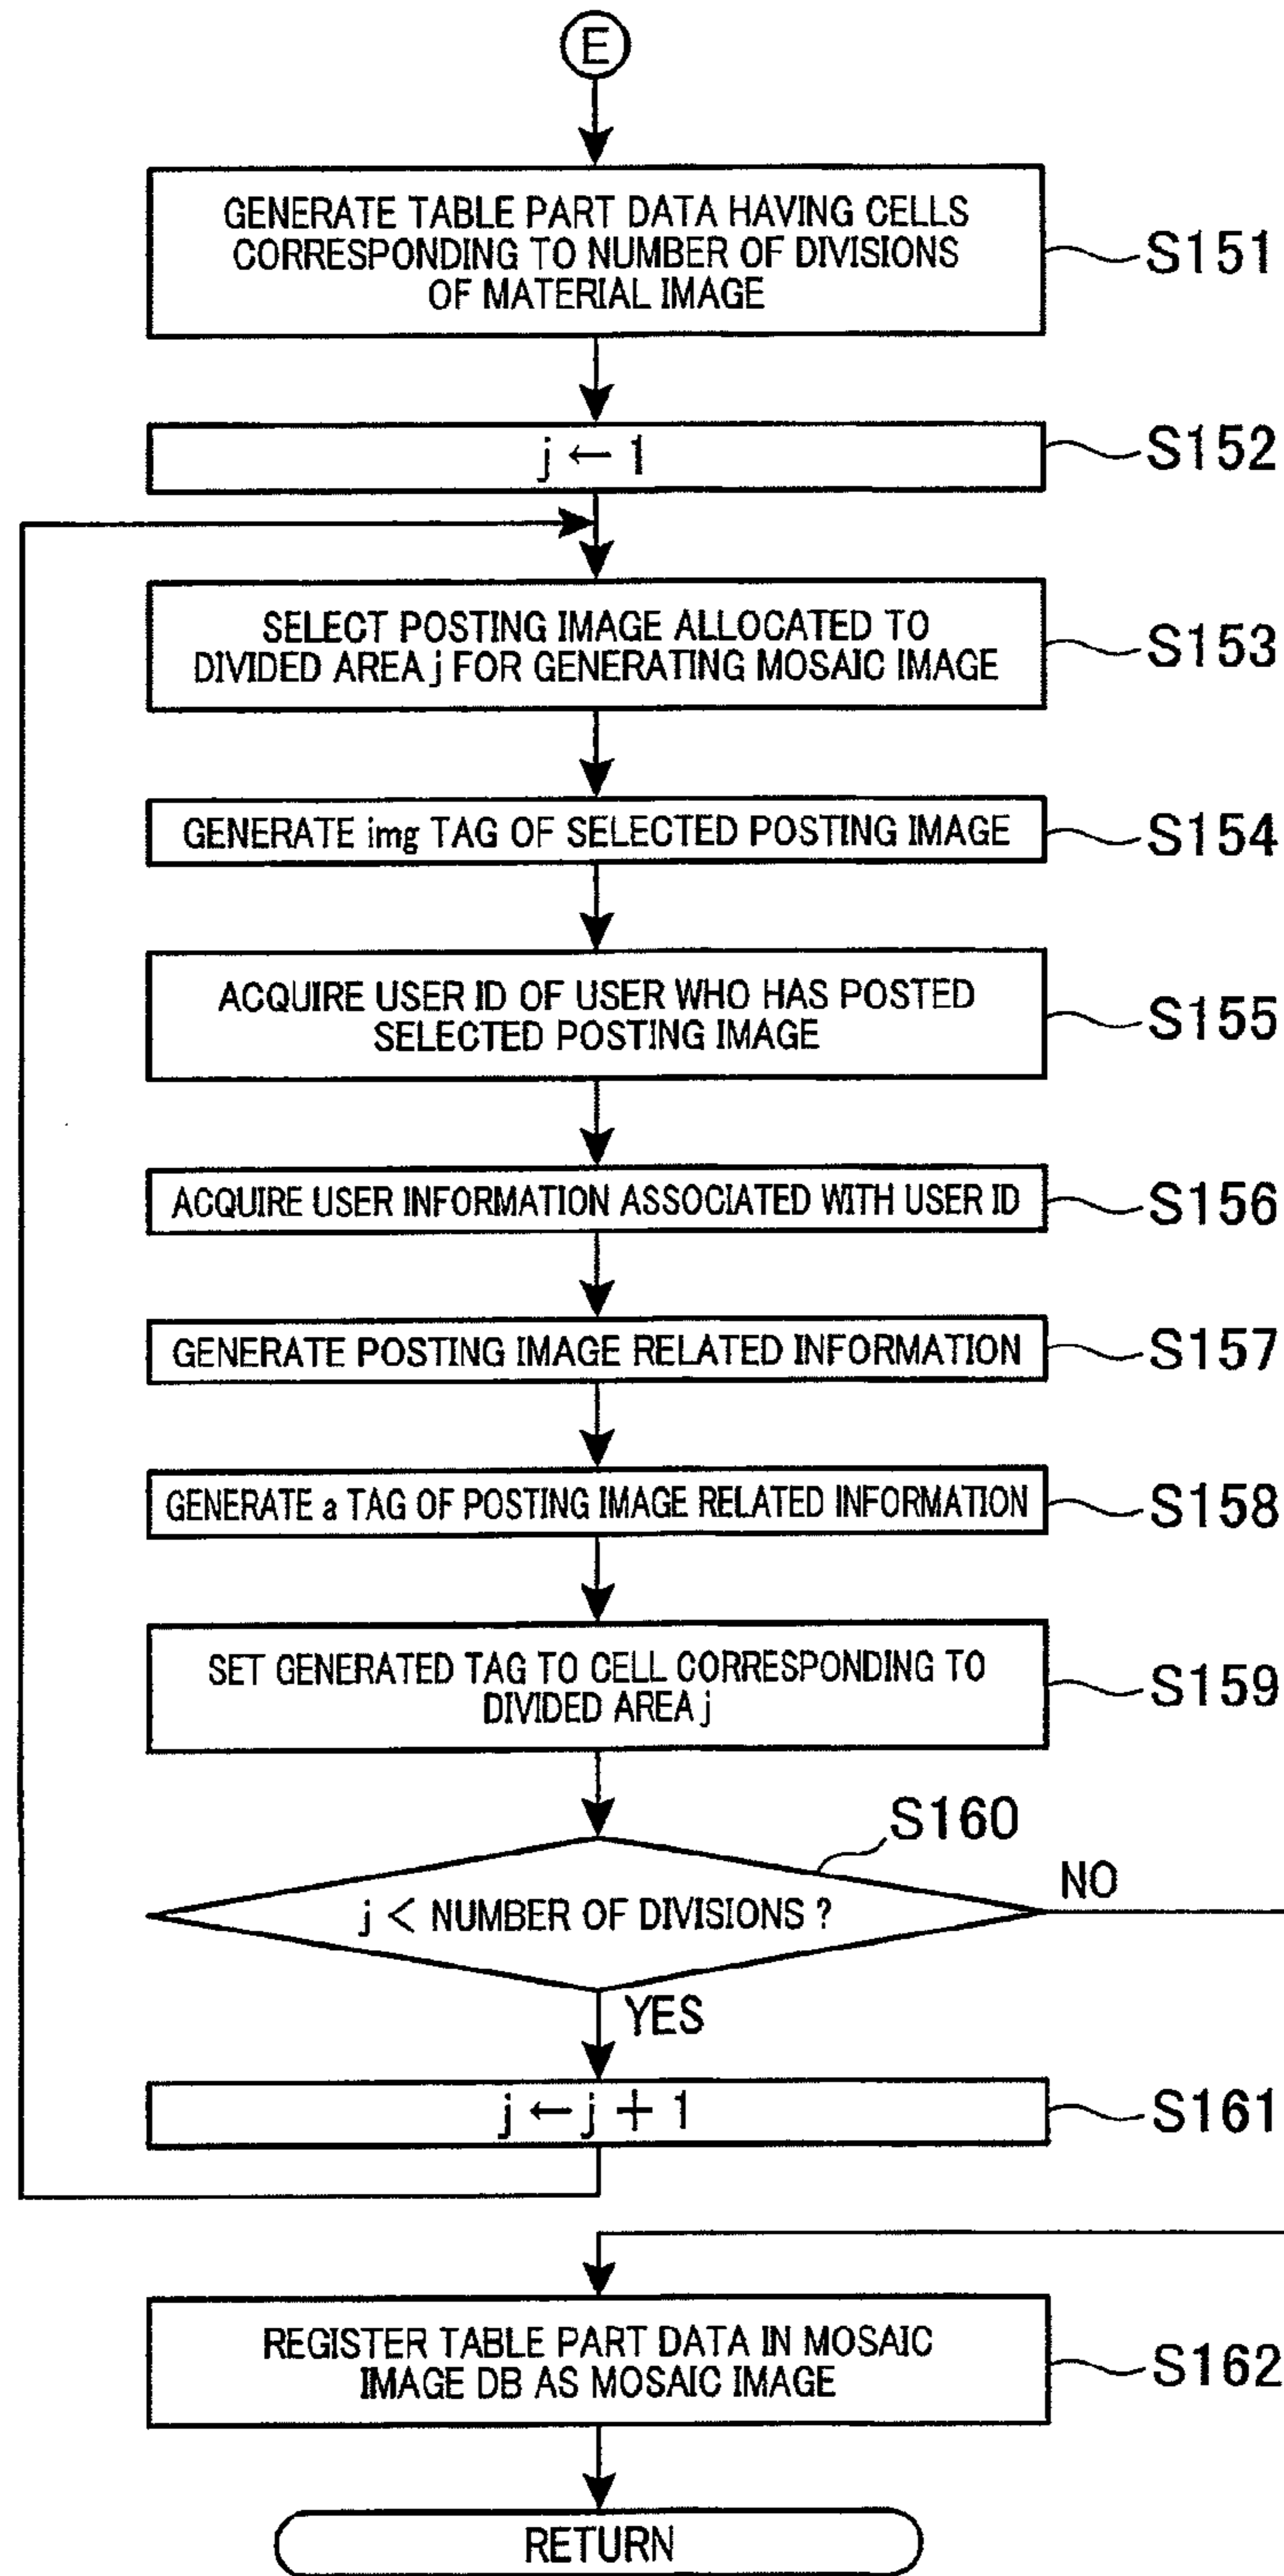 E
GENERATE TABLE PART DATA HAVING CELLS
CORRESPONDING TO NUMBER OF DIVISIONS
OF MATERIAL IMAGE
S151
j ← 1
S152
SELECT POSTING IMAGE ALLOCATED TO
DIVIDED AREA j FOR GENERATING MOSAIC IMAGE
S153
GENERATE img TAG OF SELECTED POSTING IMAGE
S154
ACQUIRE USER ID OF USER WHO HAS POSTED
SELECTED POSTING IMAGE
S155
ACQUIRE USER INFORMATION ASSOCIATED WITH USER ID
S156
GENERATE POSTING IMAGE RELATED INFORMATION
S157
GENERATE a TAG OF POSTING IMAGE RELATED INFORMATION
S158
SET GENERATED TAG TO CELL CORRESPONDING TO
DIVIDED AREA j
S159
S160
j < NUMBER OF DIVISIONS ?
NO
YES
j ← j + 1
S161
REGISTER TABLE PART DATA IN MOSAIC
IMAGE DB AS MOSAIC IMAGE
S162
RETURN